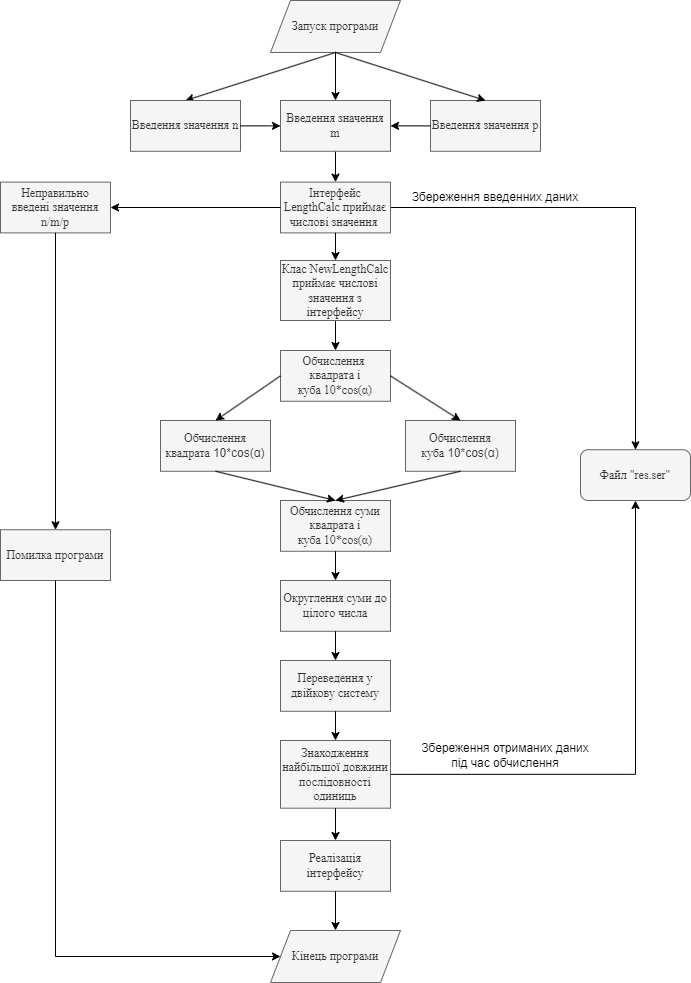 Запуск програми
Введення значення n
Введення значення
m
Введення значення p
Неправильно
введені значення
n/m/p
Інтерфейс
LengthCalc приймає
числові значення
Збереження введенних даних
Клас NewLengthCalc
приймає числові
значення з
інтерфейсу
Обчислення
квадрата і
куба 10*cos(α)
Обчислення
квадрата 10*cos(α)
Обчислення
куба 10*cos(α)
Файл "res.ser"
Обчислення суми
квадрата і
куба 10*cos(α)
Помилка програми
Округлення суми до
цілого числа
Переведення у
двійкову систему
Знаходження
найбільшої довжини
послідовності
одиниць
Збереження отриманих даних
під час обчислення
Реалізація
інтерфейсу
Кінець програми